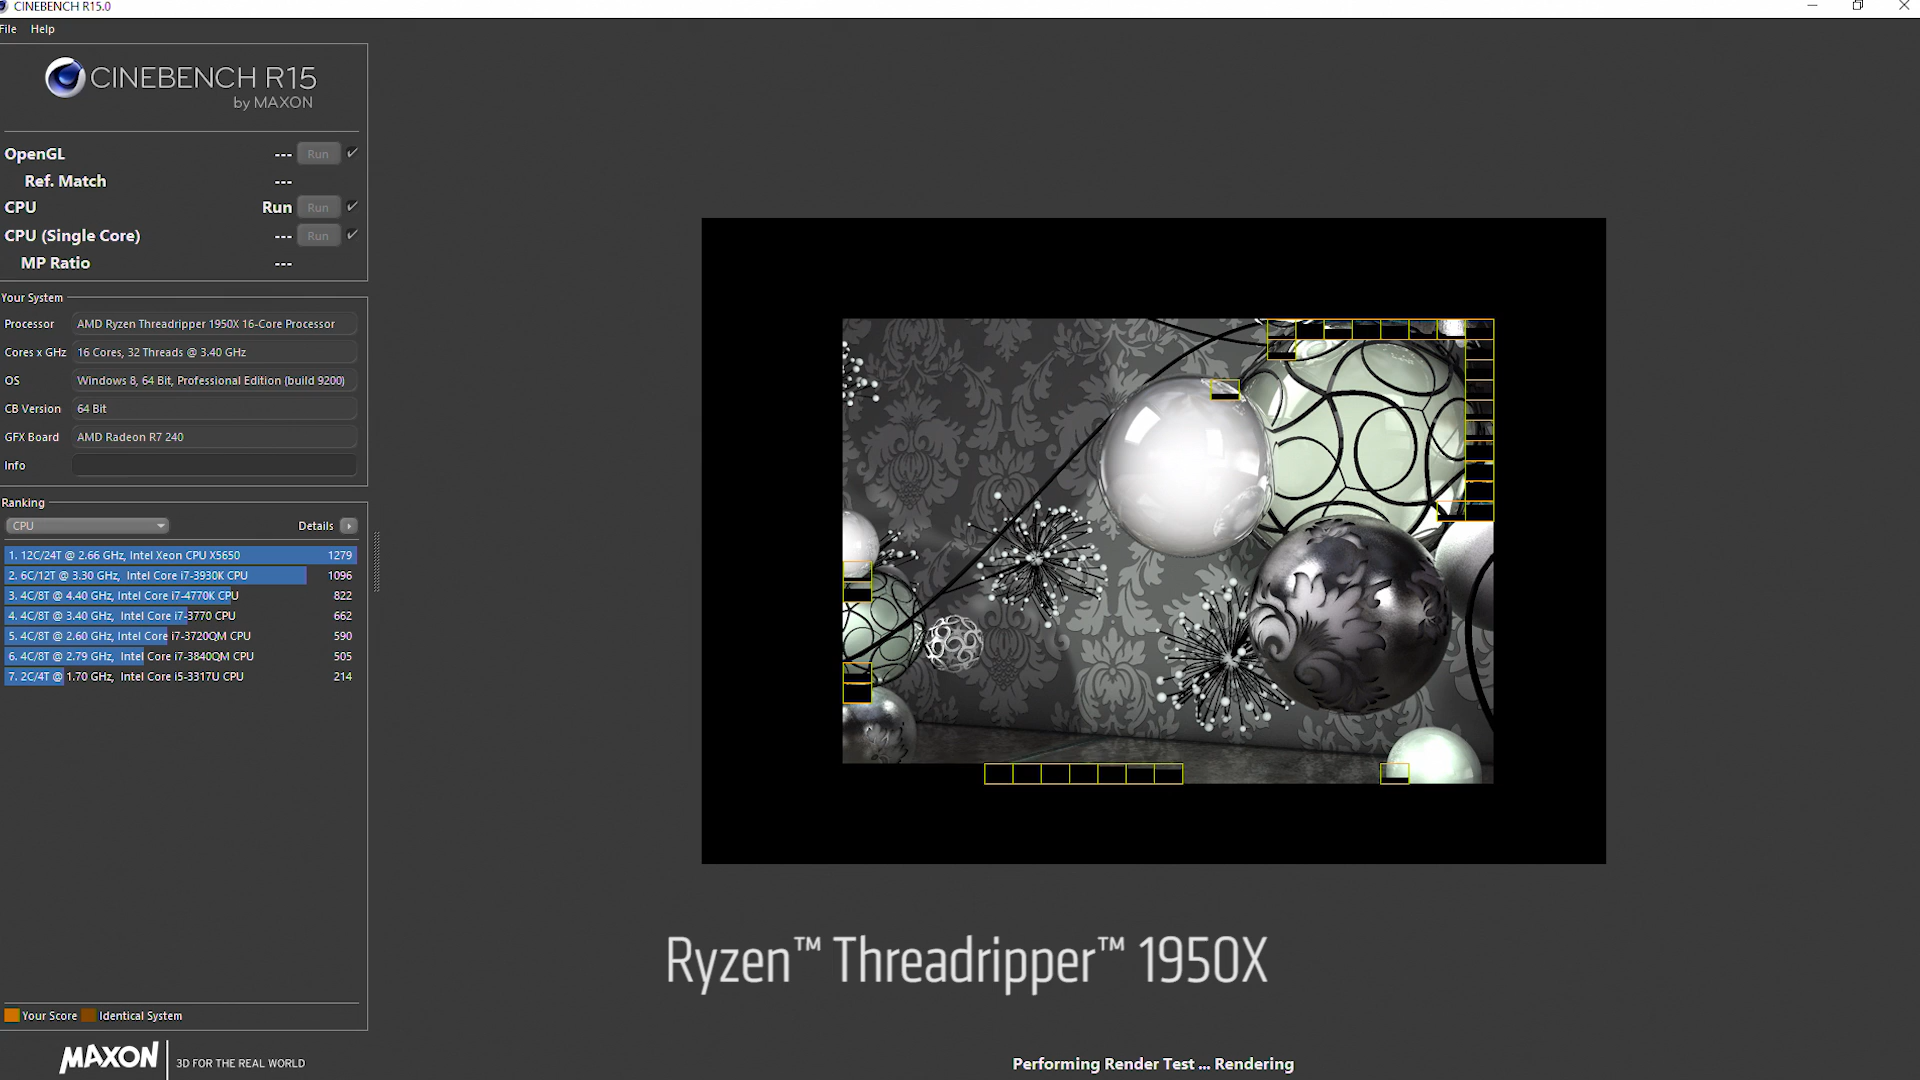 CINEBENCH R15.0
File Help
CINEBENCH R15
by MAXON
OpenGL --- Run
Ref. Match ---
CPU Run Run
CPU (Single Core) --- Run
MP Ratio ---
Your System
Processor AMD Ryzen Threadripper 1950X 16-Core Processor
Cores x GHz 16 Cores, 32 Threads @ 3.40 GHz
OS Windows 8, 64 Bit, Professional Edition (build 9200)
CB Version 64 Bit
GFX Board AMD Radeon R7 240
Info
Ranking
CPU Details
1. 12C/24T @ 2.66 GHz, Intel Xeon CPU X5650 1279
2. 6C/12T @ 3.30 GHz, Intel Core i7-3930K CPU 1096
3. 4C/8T @ 4.40 GHz, Intel Core i7-4770K CPU 822
4. 4C/8T @ 3.40 GHz, Intel Core i7-3770 CPU 662
5. 4C/8T @ 2.60 GHz, Intel Core i7-3720QM CPU 590
6. 4C/8T @ 2.79 GHz, Intel Core i7-3840QM CPU 505
7. 2C/4T @ 1.70 GHz, Intel Core i5-3317U CPU 214
Ryzen™ Threadripper™ 1950X
Your Score Identical System
MAXON 3D FOR THE REAL WORLD
Performing Render Test ... Rendering